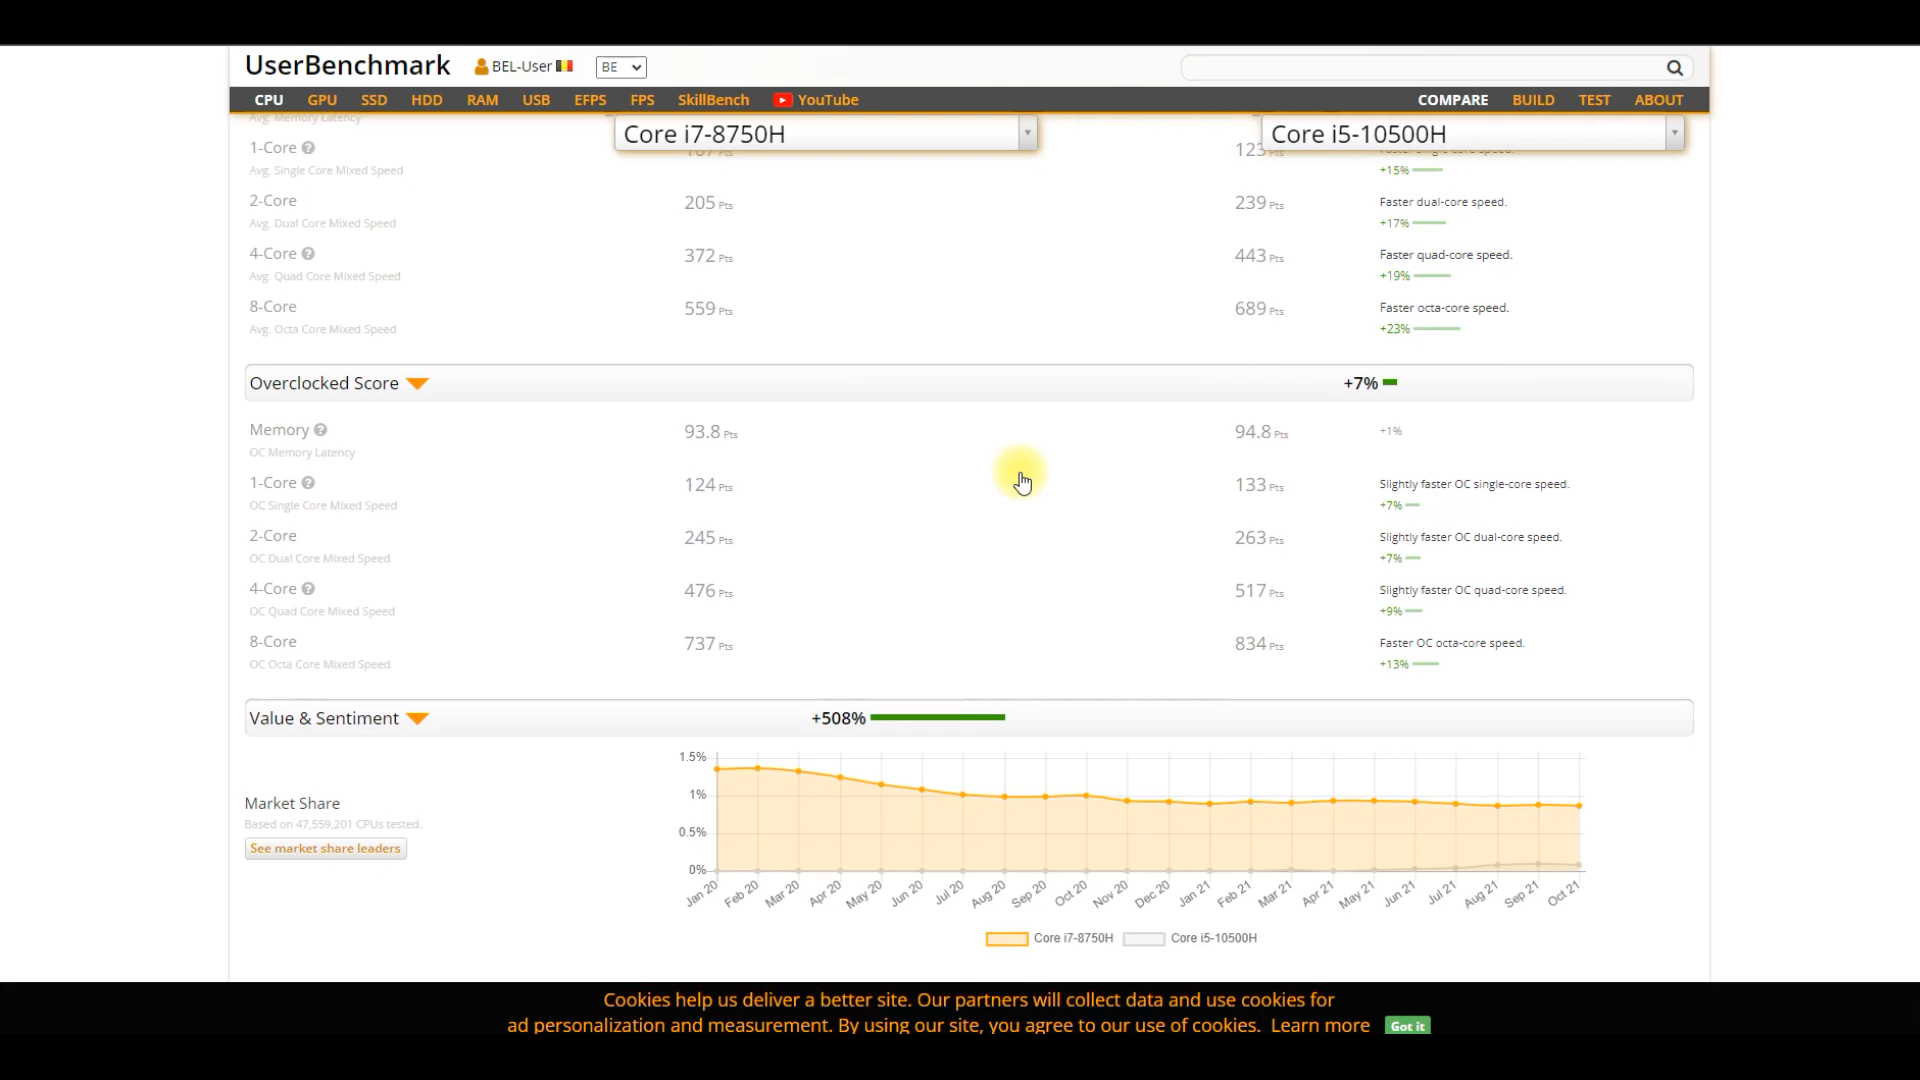 UserBenchmark BEL-User BE
CPU GPU SSD HDD RAM USB EFPS FPS SkillBench YouTube COMPARE BUILD TEST ABOUT
Avg. Memory Latency
Core i7-8750H Core i5-10500H
1-Core ? 107 Pts 123 Faster single-core speed.
Avg. Single Core Mixed Speed +15%
2-Core 205 Pts 239 Pts Faster dual-core speed.
Avg. Dual Core Mixed Speed +17%
4-Core ? 372 Pts 443 Pts Faster quad-core speed.
Avg. Quad Core Mixed Speed +19%
8-Core 559 Pts 689 Pts Faster octa-core speed.
Avg. Octa Core Mixed Speed +23%
Overclocked Score +7%
Memory ? 93.8 Pts 94.8 Pts +1%
OC Memory Latency
1-Core ? 124 Pts 133 Pts Slightly faster OC single-core speed.
OC Single Core Mixed Speed +7%
2-Core 245 Pts 263 Pts Slightly faster OC dual-core speed.
OC Dual Core Mixed Speed +7%
4-Core ? 476 Pts 517 Pts Slightly faster OC quad-core speed.
OC Quad Core Mixed Speed +9%
8-Core 737 Pts 834 Pts Faster OC octa-core speed.
OC Octa Core Mixed Speed +13%
Value & Sentiment +508%
1.5%
1%
0.5%
0%
Market Share
Based on 47,559,201 CPUs tested.
See market share leaders
Jan 20 Feb 20 Mar 20 Apr 20 May 20 Jun 20 Jul 20 Aug 20 Sep 20 Oct 20 Nov 20 Dec 20 Jan 21 Feb 21 Mar 21 Apr 21 May 21 Jun 21 Jul 21 Aug 21 Sep 21 Oct 21
Core i7-8750H Core i5-10500H
Cookies help us deliver a better site. Our partners will collect data and use cookies for
ad personalization and measurement. By using our site, you agree to our use of cookies. Learn more Got it